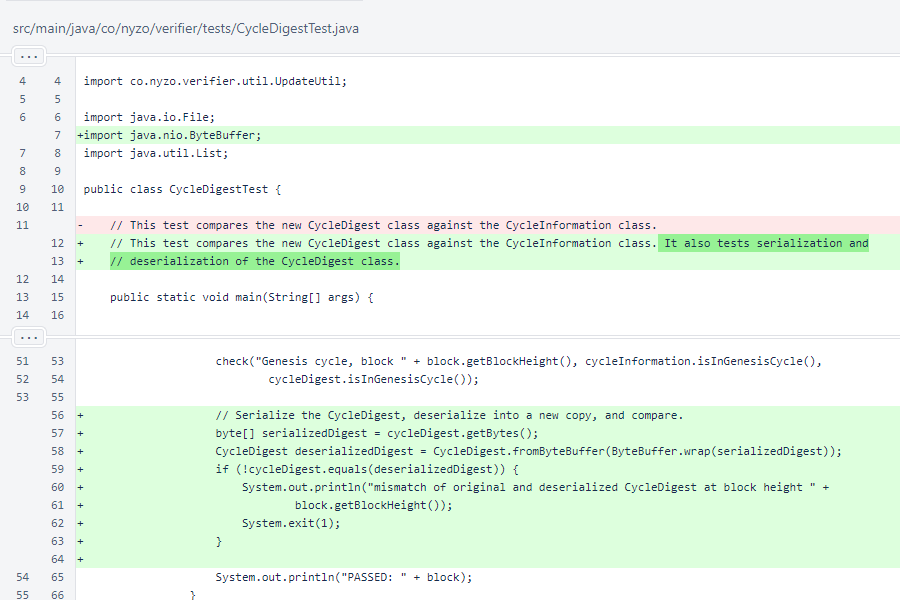 src/main/java/co/nyzo/verifier/tests/CycleDigestTest.java
...
4 4 import co.nyzo.verifier.util.UpdateUtil;
5 5
6 6 import java.io.File;
7 +import java.nio.ByteBuffer;
7 8 import java.util.List;
8 9
9 10 public class CycleDigestTest {
10 11
11 - // This test compares the new CycleDigest class against the CycleInformation class.
12 + // This test compares the new CycleDigest class against the CycleInformation class. It also tests serialization and
13 + // deserialization of the CycleDigest class.
12 14
13 15 public static void main(String[] args) {
14 16
...
51 53 check("Genesis cycle, block " + block.getBlockHeight(), cycleInformation.isInGenesisCycle(),
52 54 cycleDigest.isInGenesisCycle());
53 55
56 + // Serialize the CycleDigest, deserialize into a new copy, and compare.
57 + byte[] serializedDigest = cycleDigest.getBytes();
58 + CycleDigest deserializedDigest = CycleDigest.fromByteBuffer(ByteBuffer.wrap(serializedDigest));
59 + if (!cycleDigest.equals(deserializedDigest)) {
60 + System.out.println("mismatch of original and deserialized CycleDigest at block height " +
61 + block.getBlockHeight());
62 + System.exit(1);
63 + }
64 +
54 65 System.out.println("PASSED: " + block);
55 66 }